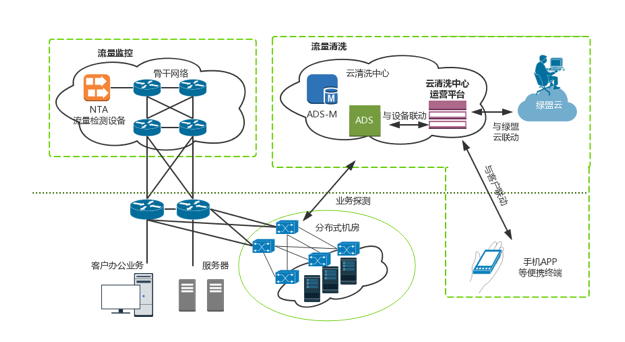 流量监控
骨干网络
NTA
流量检测设备
流量清洗
云清洗中心
ADS-M
ADS
与设备联动
云清洗中心
运营平台
绿盟云
与绿盟
云联动
与客户联动
业务探测
分布式机房
客户办公业务
服务器
手机APP
等便携终端
M